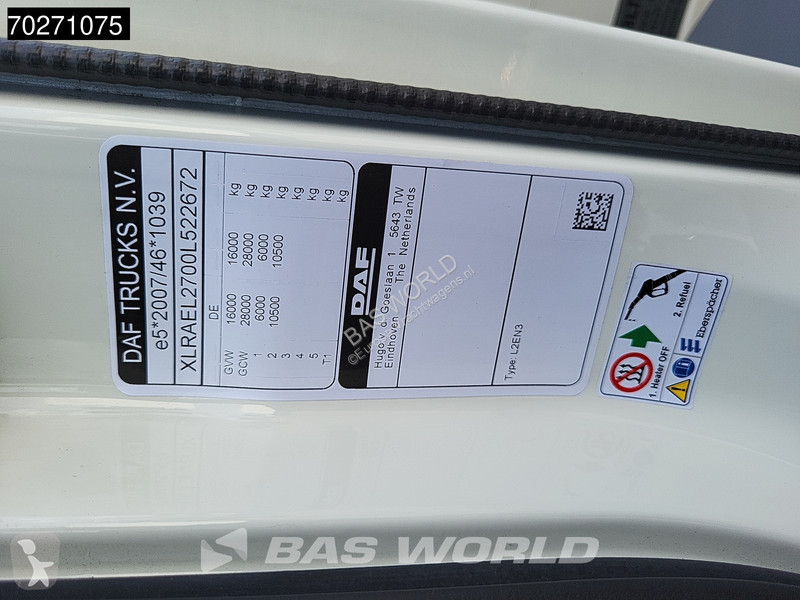 70271075
DAF TRUCKS N.V.
e5*2007/46*1039
XLRAEL2700L522672
DE
GVW 16000 16000 kg
GCW 28000 28000 kg
1 6000 6000 kg
2 10500 10500 kg
3 kg
4 kg
5 kg
T1 kg
DAF
Hugo v. d. Goeslaan 1 5643 TW
Eindhoven The Netherlands
Type: L2EN3
1. Heater OFF
2. Refuel
Eberspächer
BAS WORLD
BAS WORLD